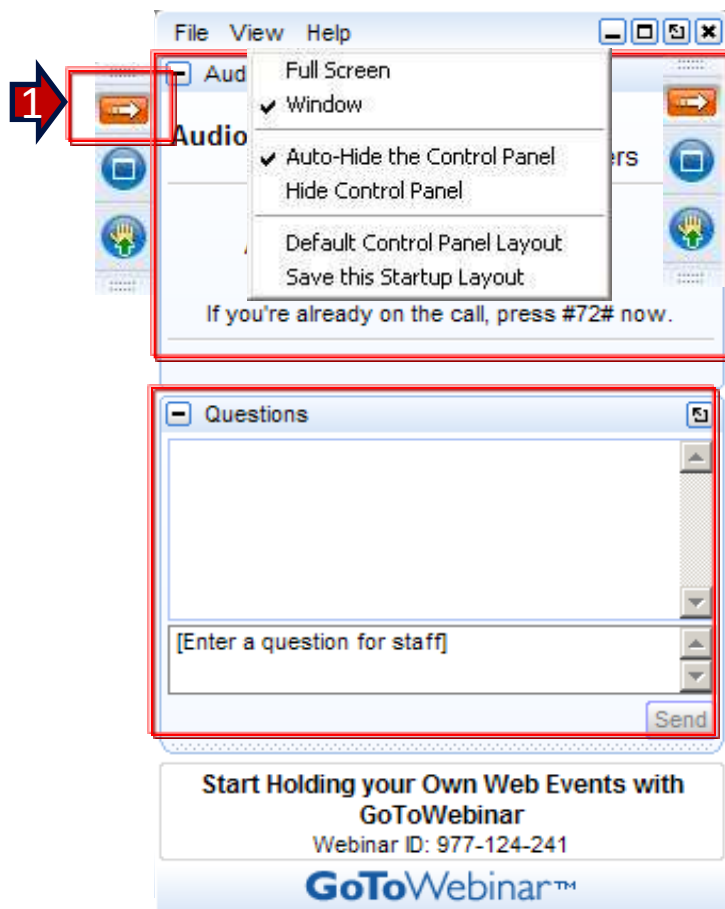 File View Help
1
Aud
Full Screen
Window
Audio
Auto-Hide the Control Panel
ers
Hide Control Panel
Default Control Panel Layout
Save this Startup Layout
If you're already on the call, press #72# now.
Questions
[Enter a question for staff]
Send
Start Holding your Own Web Events with
GoToWebinar
Webinar ID: 977-124-241
GoToWebinar™